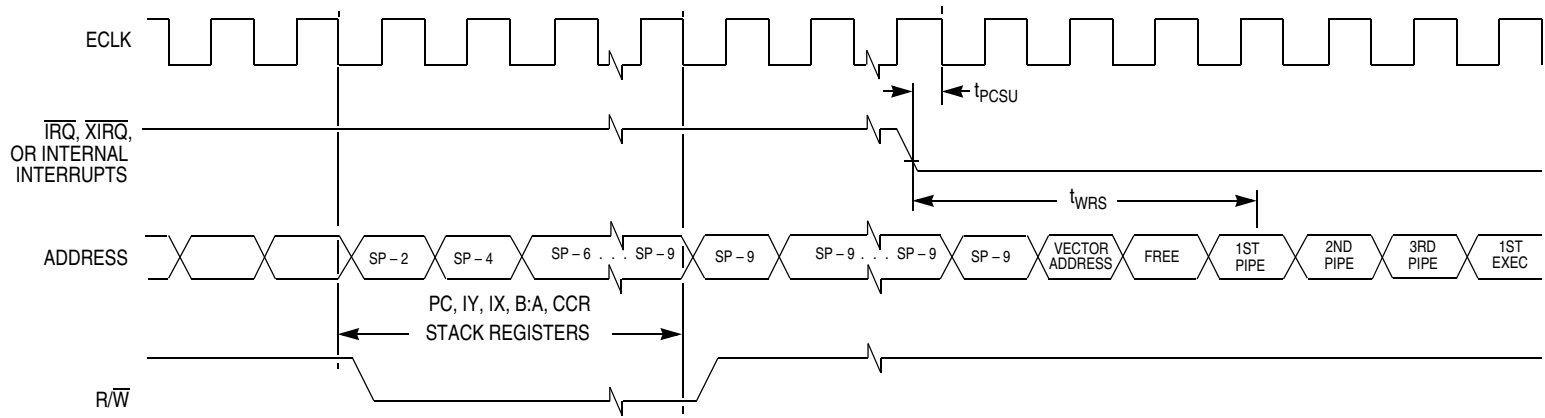 ECLK
tPCSU
IRQ, XIRQ,
OR INTERNAL
INTERRUPTS
tWRS
ADDRESS
SP – 2
SP – 4
SP – 6 . . . SP – 9
SP – 9
SP – 9 . . . SP – 9
SP – 9
VECTOR
ADDRESS
FREE
1ST
PIPE
2ND
PIPE
3RD
PIPE
1ST
EXEC
PC, IY, IX, B:A, CCR
STACK REGISTERS
R/W